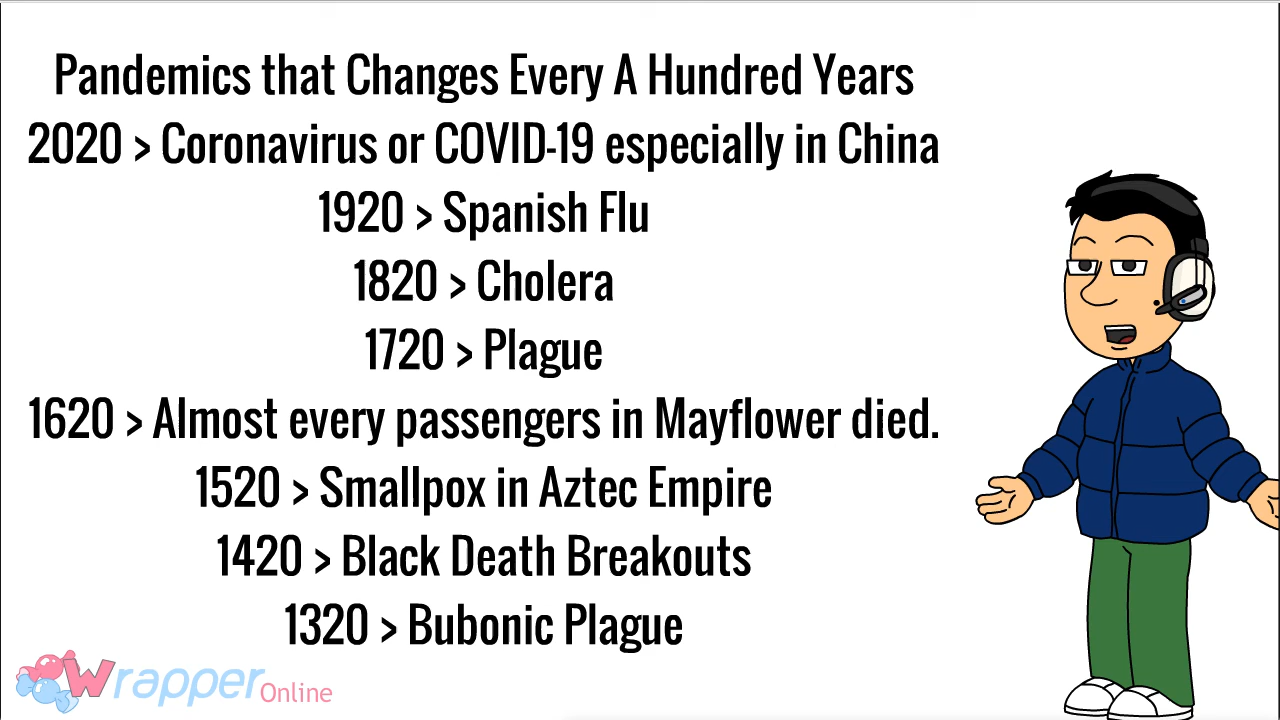 Pandemics that Changes Every A Hundred Years
2020 > Coronavirus or COVID-19 especially in China
1920 > Spanish Flu
1820 > Cholera
1720 > Plague
1620 > Almost every passengers in Mayflower died.
1520 > Smallpox in Aztec Empire
1420 > Black Death Breakouts
1320 > Bubonic Plague
Wrapper Online